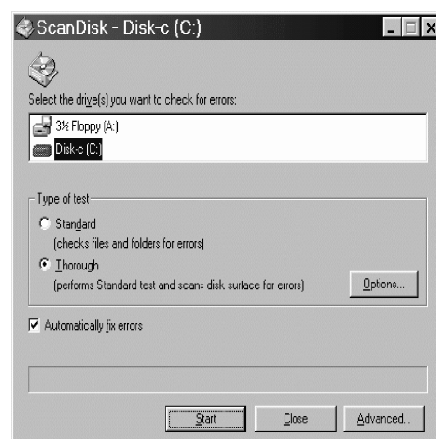 ScanDisk - Disk-c (C:)
Select the drive(s) you want to check for errors:
3½ Floppy (A:)
Disk-c (C:)
Type of test
Standard
(checks files and folders for errors)
Thorough
(performs Standard test and scans disk surface for errors)
Options...
Automatically fix errors
Start
Close
Advanced..